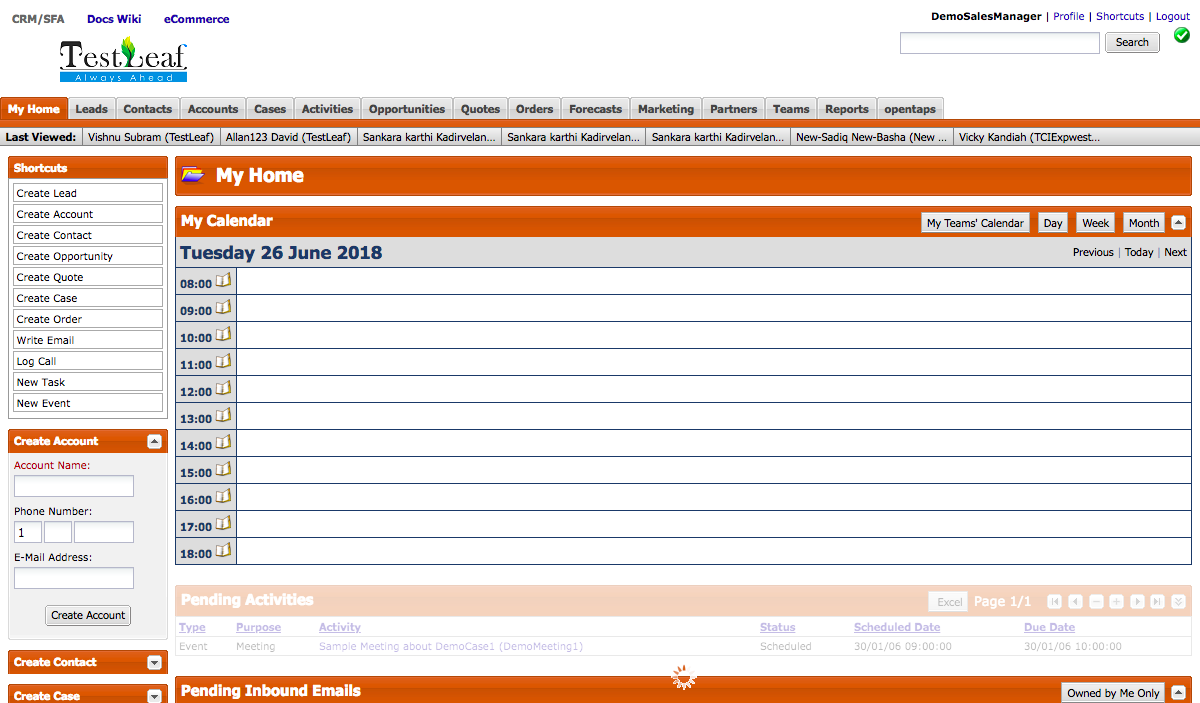 CRM/SFA Docs Wiki eCommerce
DemoSalesManager | Profile | Shortcuts | Logout
TestLeaf
Always Ahead
Search
My Home Leads Contacts Accounts Cases Activities Opportunities Quotes Orders Forecasts Marketing Partners Teams Reports opentaps
Last Viewed: Vishnu Subram (TestLeaf) Allan123 David (TestLeaf) Sankara karthi Kadirvelan... Sankara karthi Kadirvelan... Sankara karthi Kadirvelan... New-Sadiq New-Basha (New ... Vicky Kandiah (TCIExpwest...
Shortcuts
Create Lead
Create Account
Create Contact
Create Opportunity
Create Quote
Create Case
Create Order
Write Email
Log Call
New Task
New Event
Create Account
Account Name:
Phone Number:
1
E-Mail Address:
Create Account
Create Contact
Create Case
My Home
My Calendar My Teams' Calendar Day Week Month
Tuesday 26 June 2018 Previous | Today | Next
08:00
09:00
10:00
11:00
12:00
13:00
14:00
15:00
16:00
17:00
18:00
Pending Activities Excel Page 1/1
Type Purpose Activity Status Scheduled Date Due Date
Event Meeting Sample Meeting about DemoCase1 (DemoMeeting1) Scheduled 30/01/06 09:00:00 30/01/06 10:00:00
Pending Inbound Emails Owned by Me Only